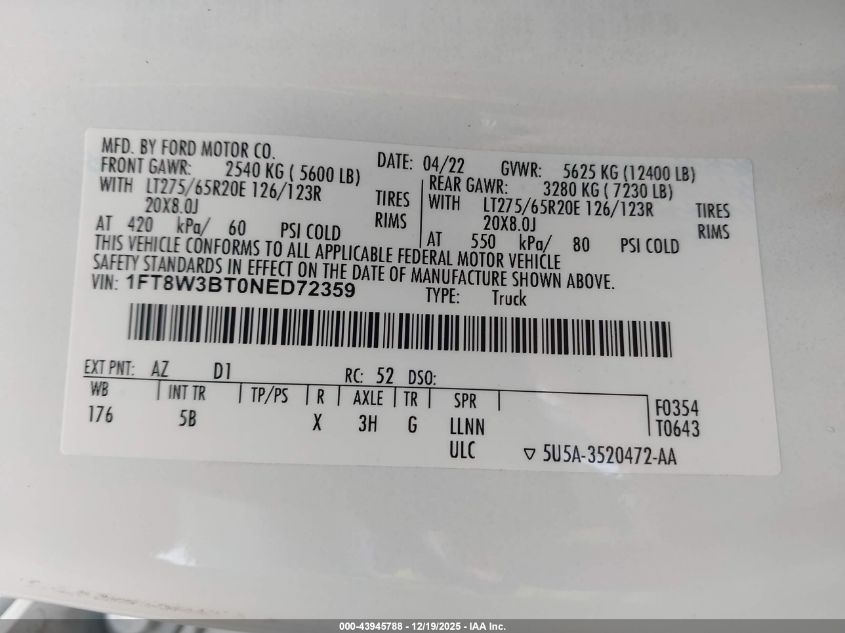 MFD. BY FORD MOTOR CO.
DATE: 04/22 GVWR: 5625 KG (12400 LB)
FRONT GAWR: 2540 KG ( 5600 LB) REAR GAWR: 3280 KG ( 7230 LB)
WITH LT275/65R20E 126/123R TIRES WITH LT275/65R20E 126/123R TIRES
20X8.0J RIMS 20X8.0J RIMS
AT 420 kPa/ 60 PSI COLD AT 550 kPa/ 80 PSI COLD
THIS VEHICLE CONFORMS TO ALL APPLICABLE FEDERAL MOTOR VEHICLE
SAFETY STANDARDS IN EFFECT ON THE DATE OF MANUFACTURE SHOWN ABOVE.
VIN: 1FT8W3BT0NED72359 TYPE: Truck
EXT PNT: AZ D1 RC: 52 DSO:
WB INT TR TP/PS R AXLE TR SPR F0354
176 5B X 3H G LLNN T0643
ULC ▽ 5U5A-3520472-AA
000-43945788 - 12/19/2025 - IAA Inc.